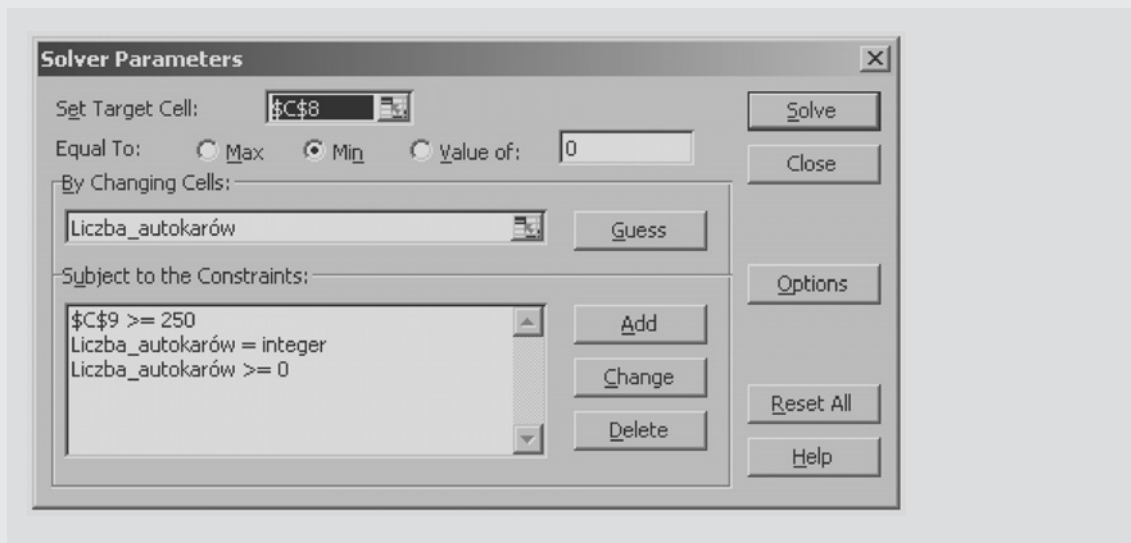 Solver Parameters
Set Target Cell: $C$8 Solve
Equal To: Max Min Value of: 0 Close
By Changing Cells:
Liczba_autokarów Guess
Subject to the Constraints: Options
$C$9 >= 250 Add
Liczba_autokarów = integer
Liczba_autokarów >= 0 Change
Reset All
Delete
Help